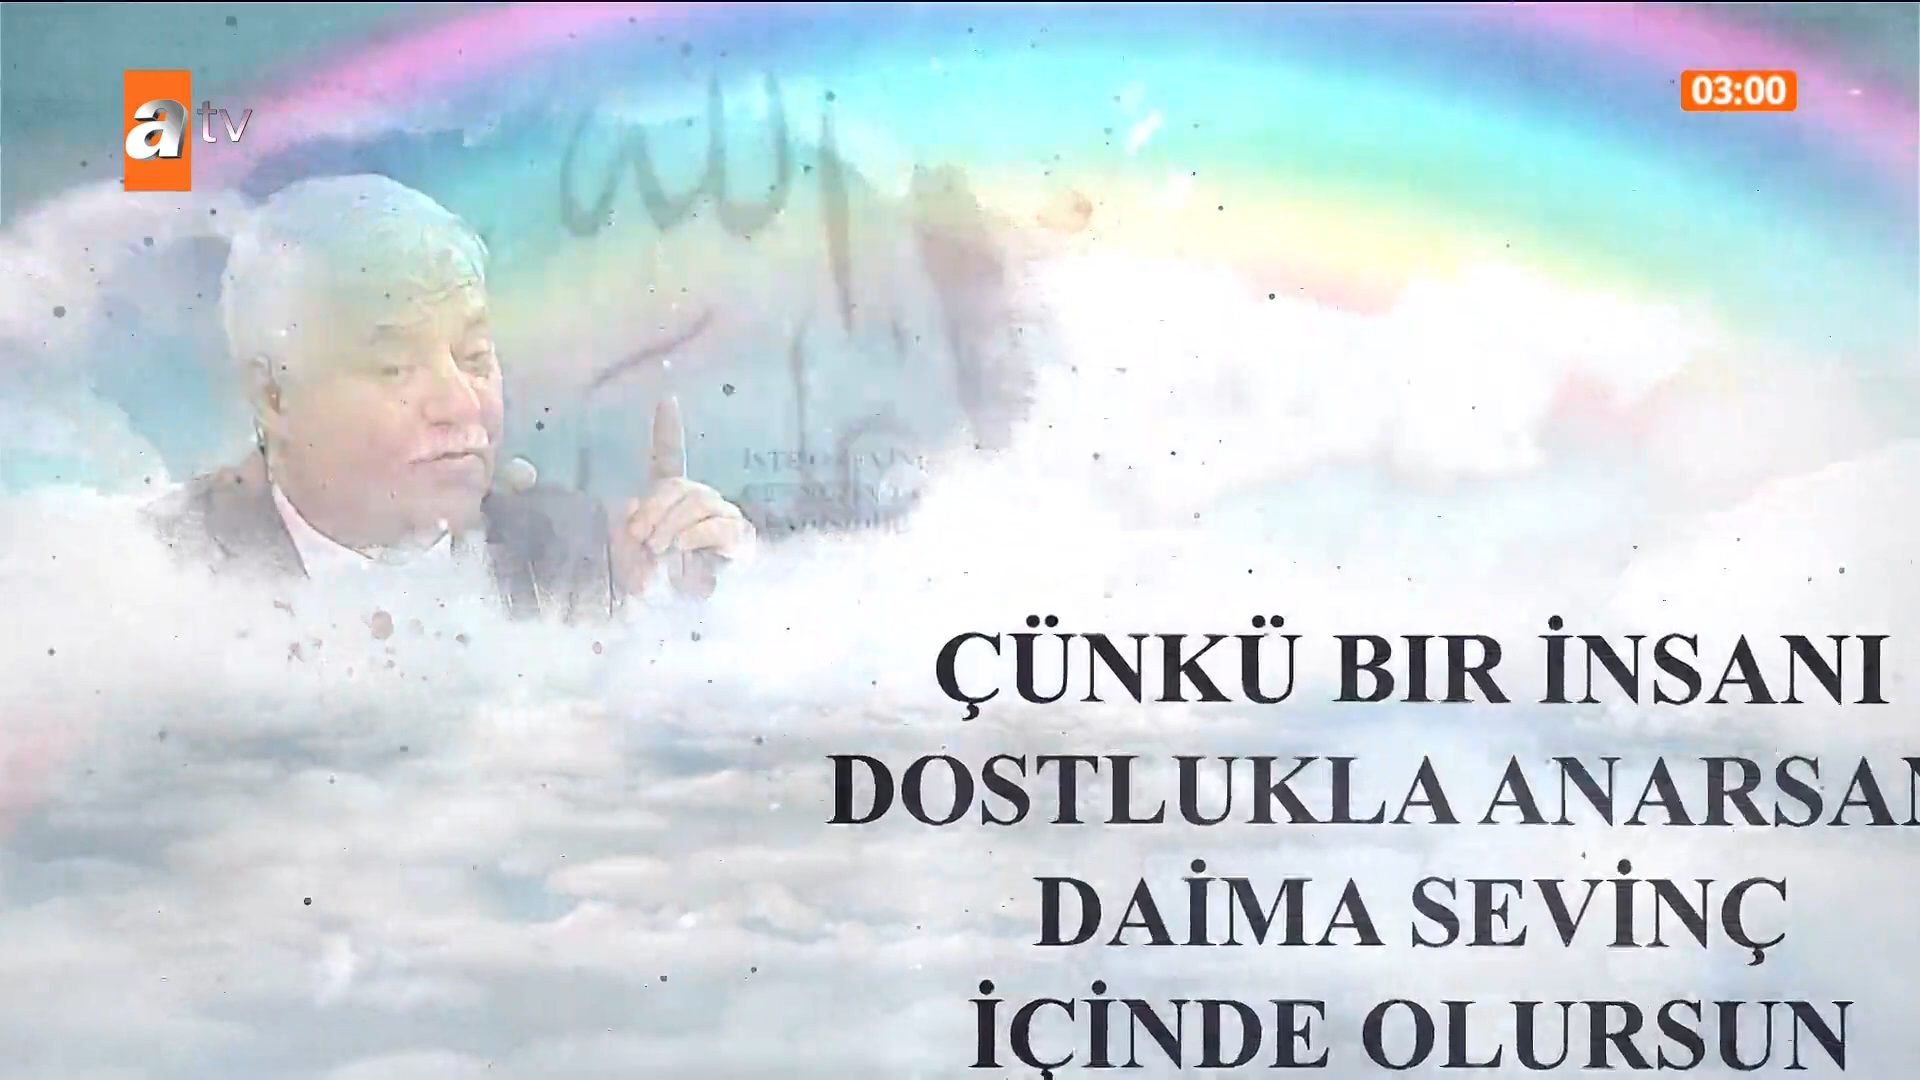 atv
03:00
ÇÜNKÜ BIR İNSANI
DOSTLUKLA ANARSAN
DAİMA SEVİNÇ
İÇİNDE OLURSUN